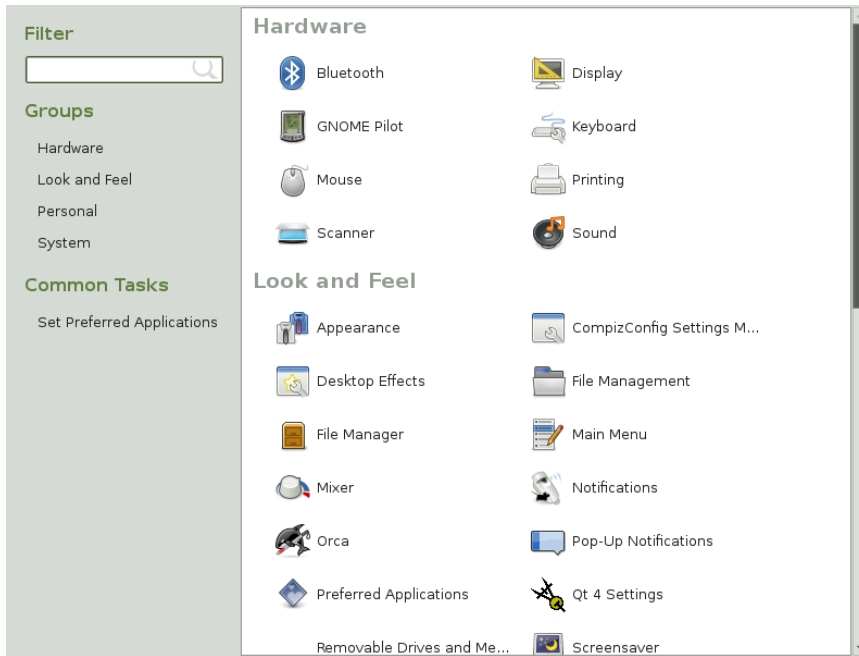 Filter
Groups
Hardware
Look and Feel
Personal
System
Common Tasks
Set Preferred Applications
Hardware
Bluetooth
Display
GNOME Pilot
Keyboard
Mouse
Printing
Scanner
Sound
Look and Feel
Appearance
CompizConfig Settings M...
Desktop Effects
File Management
File Manager
Main Menu
Mixer
Notifications
Orca
Pop-Up Notifications
Preferred Applications
Qt 4 Settings
Removable Drives and Me...
Screensaver